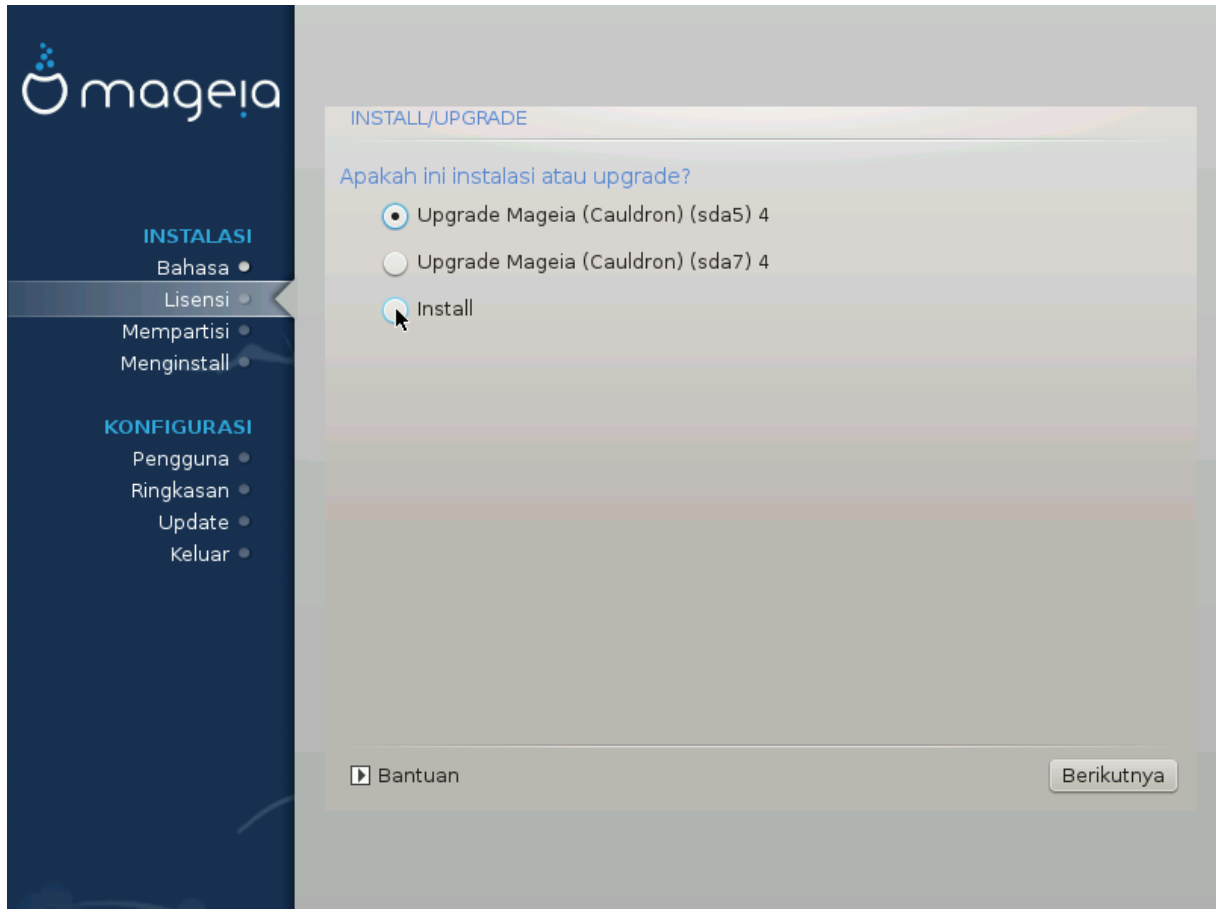 mageia
INSTALASI
Bahasa
Lisensi
Mempartisi
Menginstall
KONFIGURASI
Pengguna
Ringkasan
Update
Keluar
INSTALL/UPGRADE
Apakah ini instalasi atau upgrade?
Upgrade Mageia (Cauldron) (sda5) 4
Upgrade Mageia (Cauldron) (sda7) 4
Install
Bantuan
Berikutnya